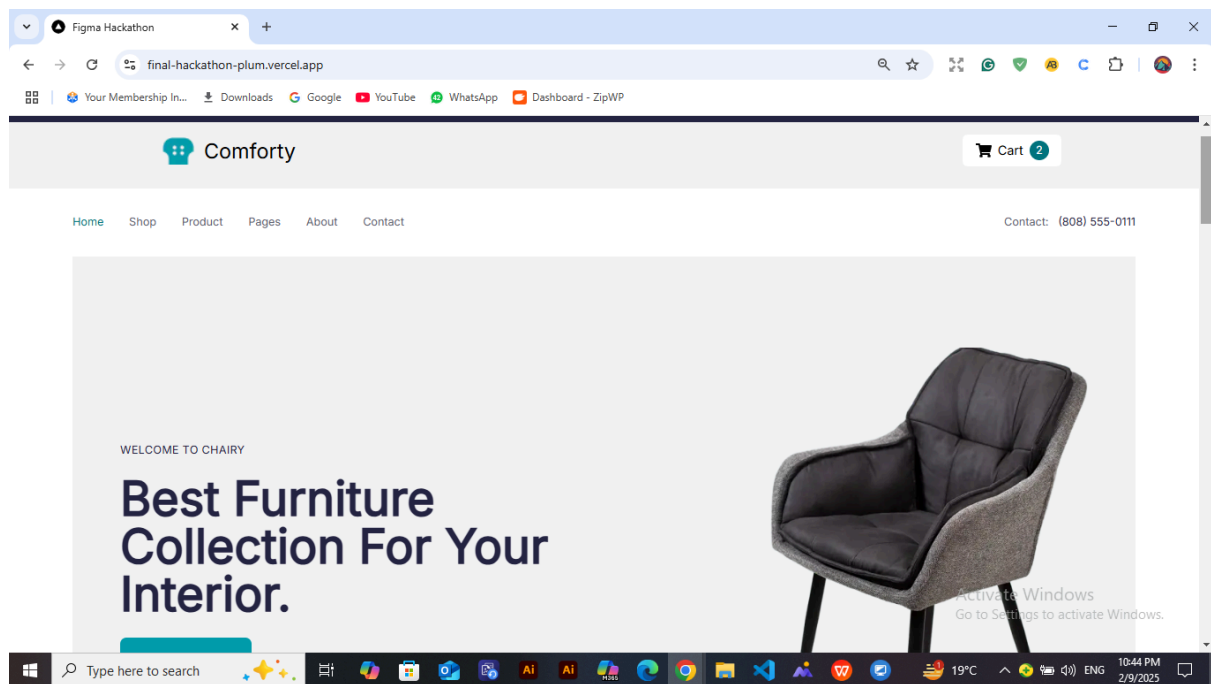 Figma Hackathon
final-hackathon-plum.vercel.app
Your Membership In... Downloads Google YouTube WhatsApp Dashboard - ZipWP
Comforty
Cart 2
Home Shop Product Pages About Contact
Contact: (808) 555-0111
WELCOME TO CHAIRY
Best Furniture
Collection For Your
Interior.
Activate Windows
Go to Settings to activate Windows.
Type here to search
19°C
ENG
10:44 PM
2/9/2025